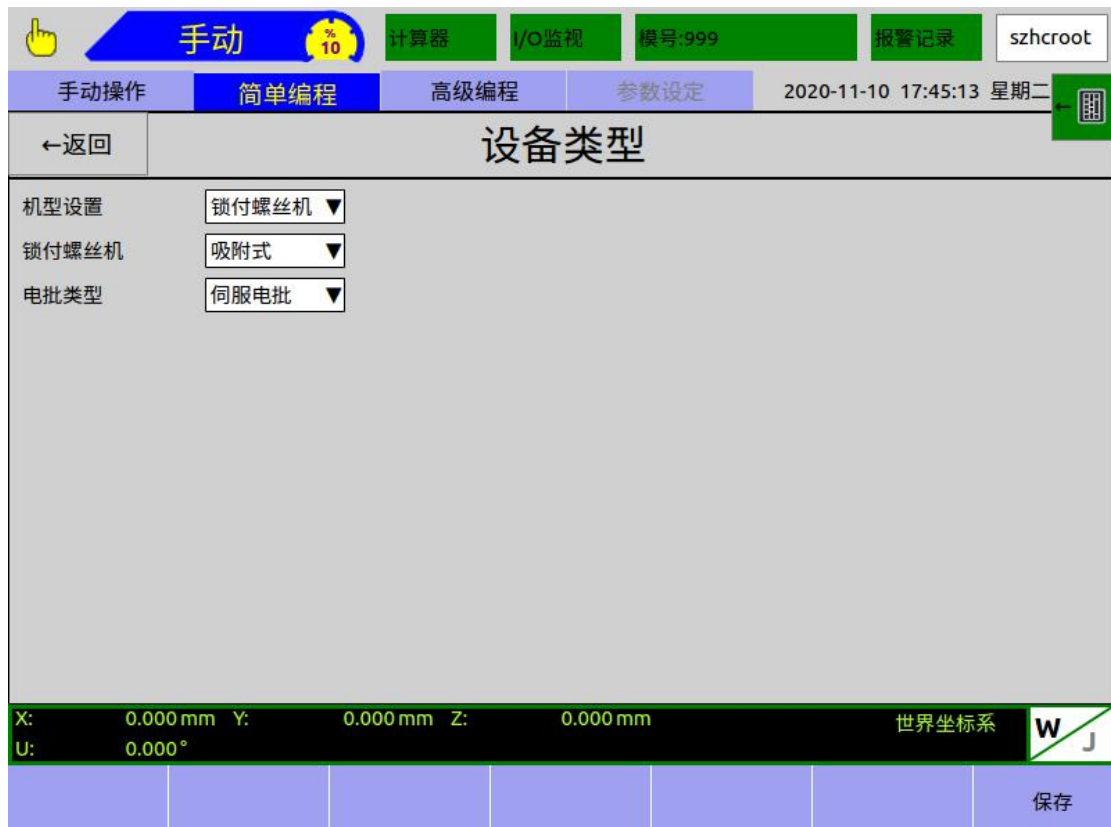 手动 % 10 计算器 I/O监视 模号:999 报警记录 szhcroot
手动操作 简单编程 高级编程 参数设定 2020-11-10 17:45:13 星期二 ←
←返回 设备类型
机型设置 锁付螺丝机 ▼
锁付螺丝机 吸附式 ▼
电批类型 伺服电批 ▼
X: 0.000 mm Y: 0.000 mm Z: 0.000 mm 世界坐标系 W J
U: 0.000°
保存